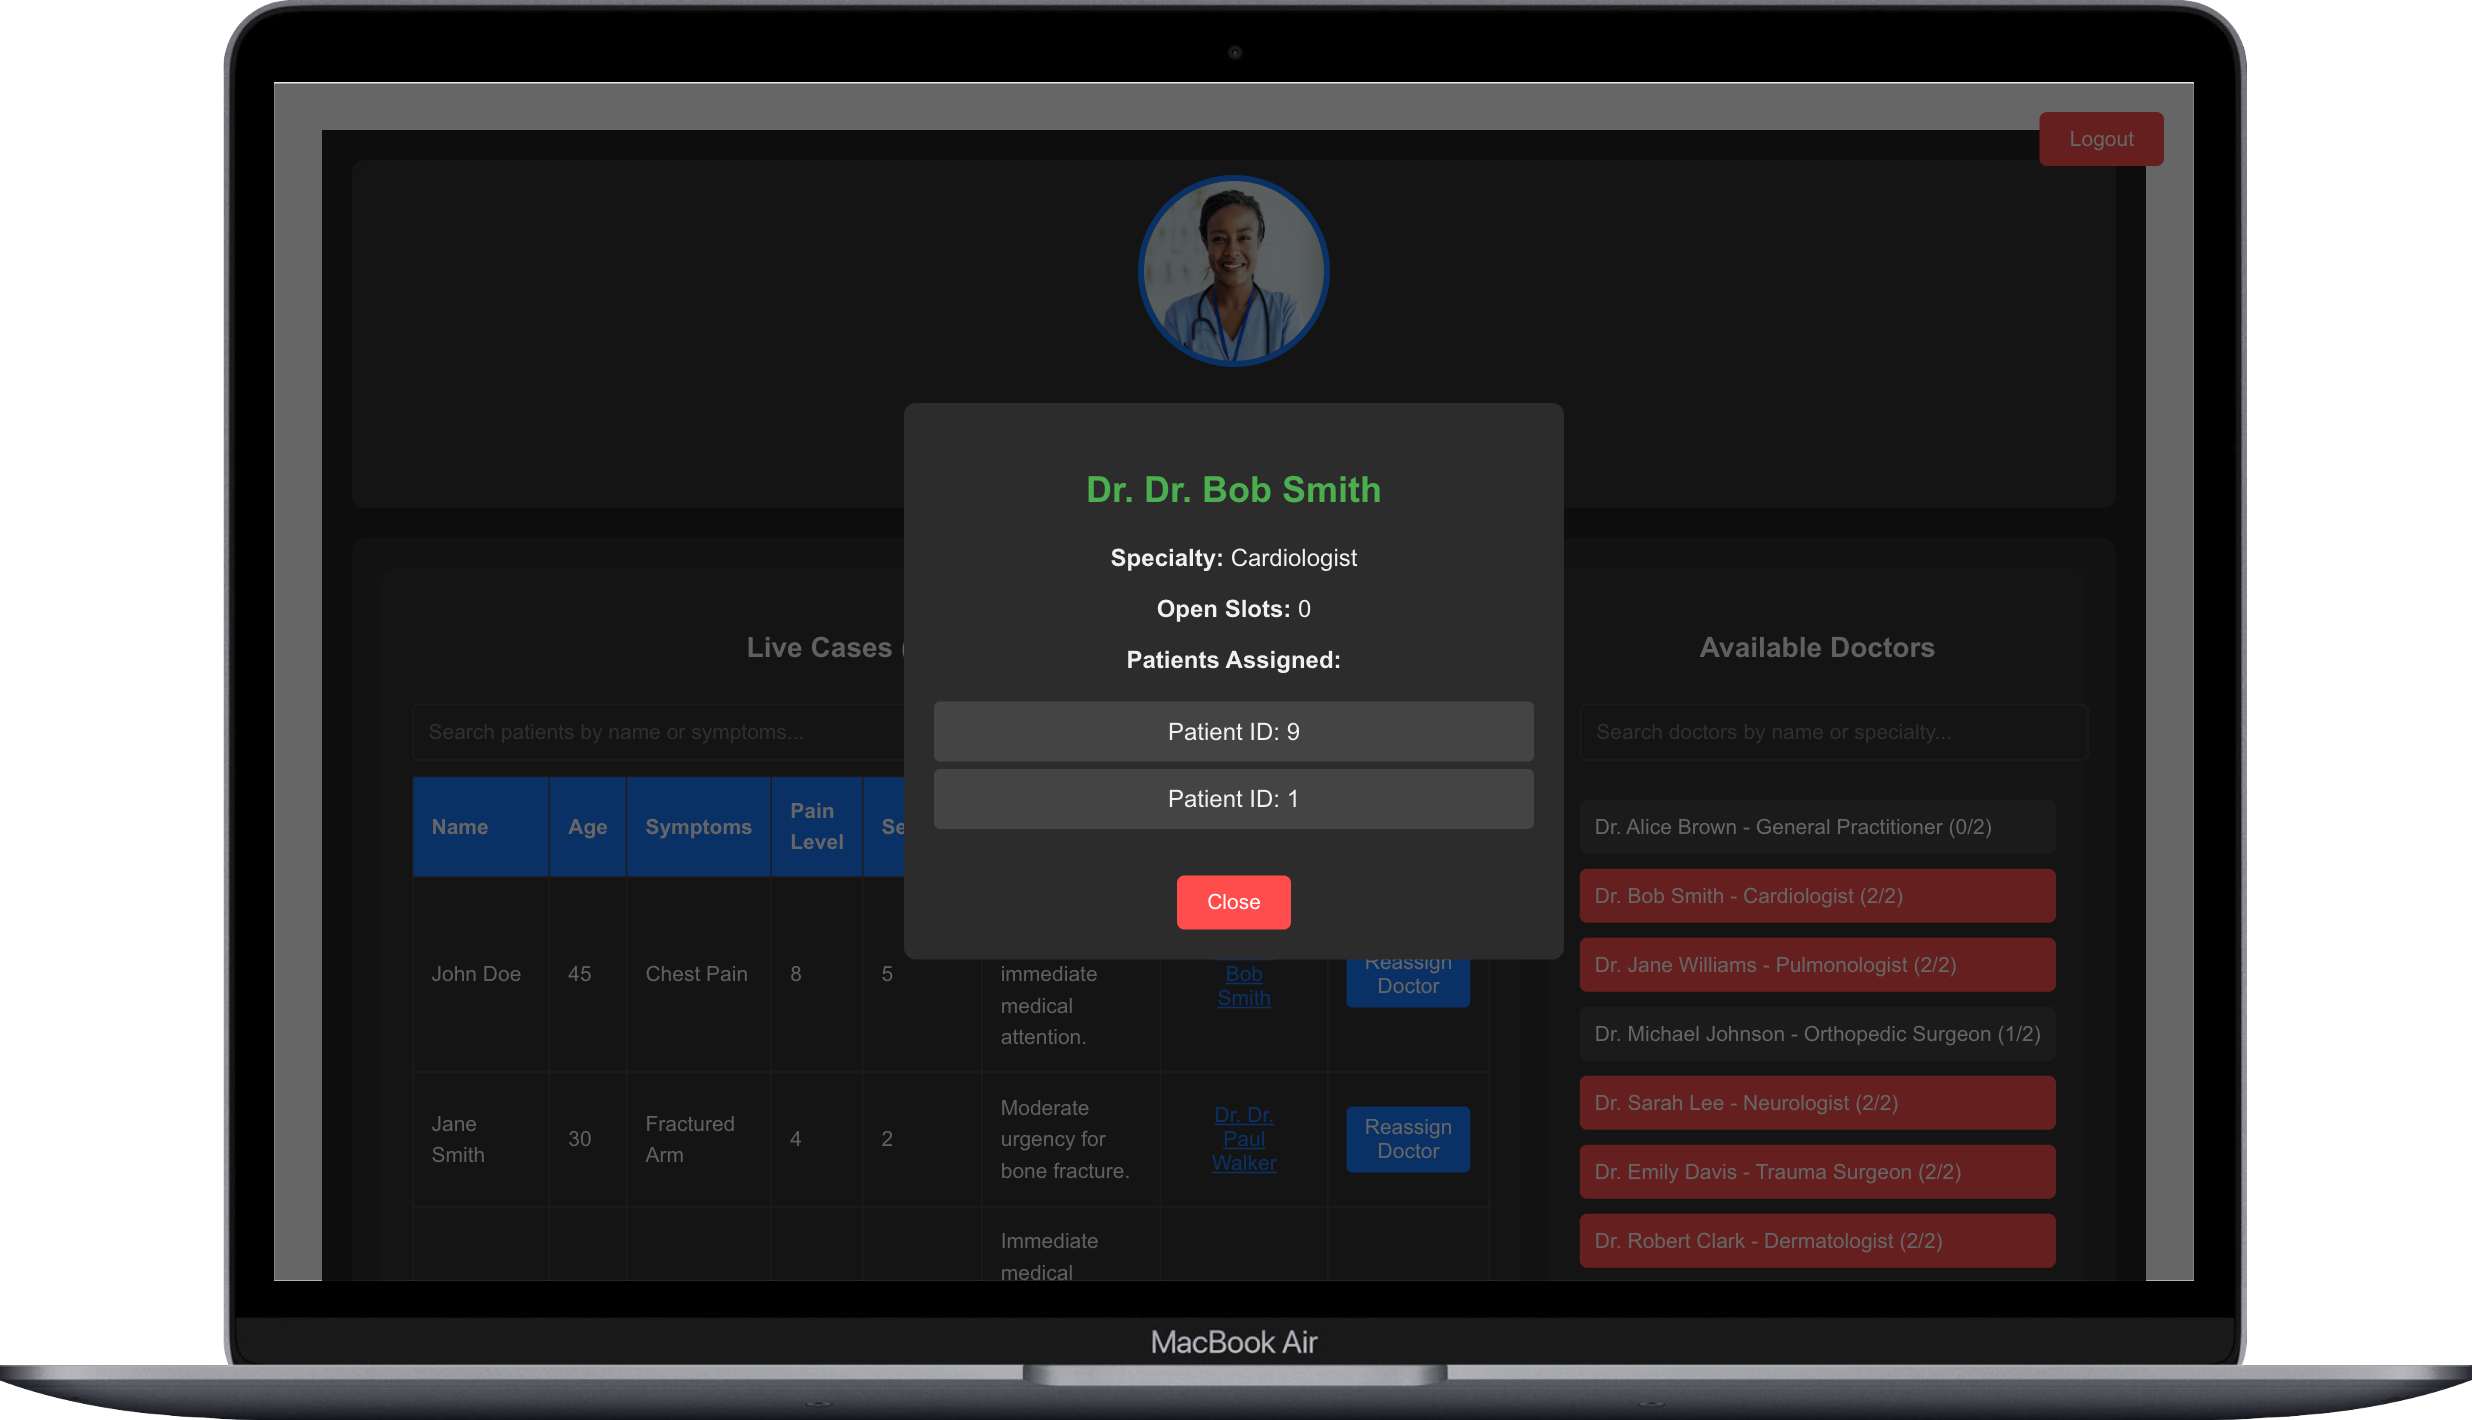 Logout
Dr. Dr. Bob Smith
Specialty: Cardiologist
Open Slots: 0
Patients Assigned:
Patient ID: 9
Patient ID: 1
Close
Live Cases (
Search patients by name or symptoms...
Name
Age
Symptoms
Pain
Level
Se
John Doe
45
Chest Pain
8
5
immediate
medical
attention.
Bob
Smith
Reassign
Doctor
Jane
Smith
30
Fractured
Arm
4
2
Moderate
urgency for
bone fracture.
Dr. Dr.
Paul
Walker
Reassign
Doctor
Immediate
medical
Available Doctors
Search doctors by name or specialty...
Dr. Alice Brown - General Practitioner (0/2)
Dr. Bob Smith - Cardiologist (2/2)
Dr. Jane Williams - Pulmonologist (2/2)
Dr. Michael Johnson - Orthopedic Surgeon (1/2)
Dr. Sarah Lee - Neurologist (2/2)
Dr. Emily Davis - Trauma Surgeon (2/2)
Dr. Robert Clark - Dermatologist (2/2)
MacBook Air